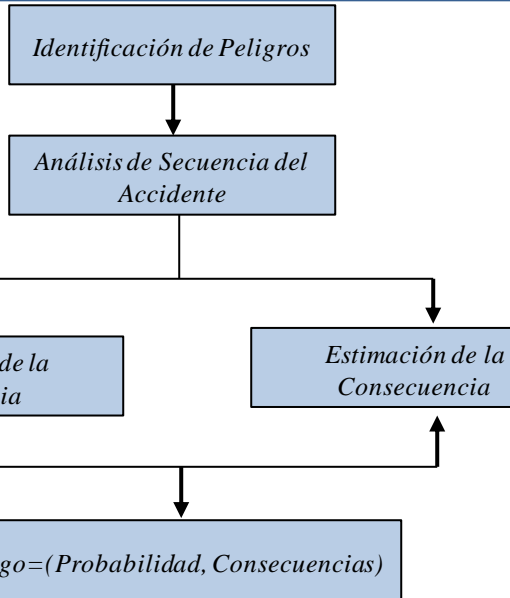 Identificación de Peligros
Análisis de Secuencia del
Accidente
de la
ia
Estimación de la
Consecuencia
go=(Probabilidad, Consecuencias)